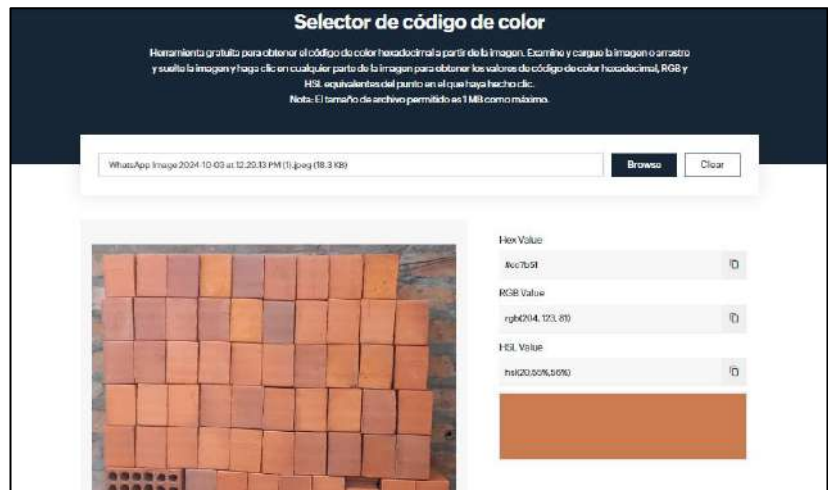 Selector de código de color
Herramienta gratuita para obtener el código de color hexadecimal a partir de la imagen. Examine y cargue la imagen o arrastre
y suelte la imagen y haga clic en cualquier parte de la imagen para obtener los valores de código de color hexadecimal, RGB y
HSL equivalentes del punto en el que haya hecho clic.
Nota: El tamaño de archivo permitido es 1 MB como máximo.
WhatsApp Image 2024-10-03 at 12.29.13 PM (1).jpeg (18.3 KB)
Browse
Clear
Hex Value
#cc7b51
RGB Value
rgb(204, 123, 81)
HSL Value
hsl(20,55%,56%)